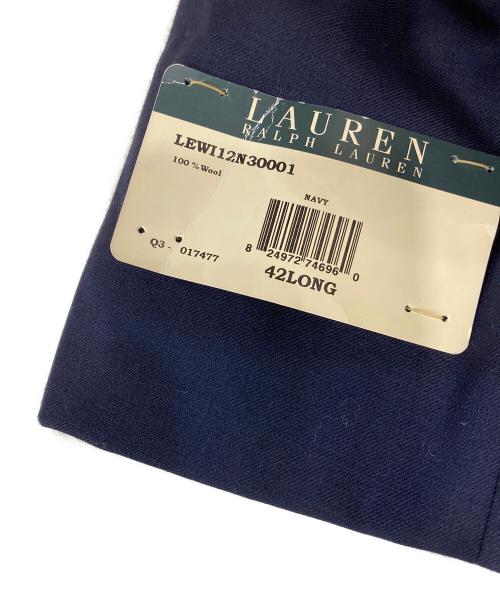 LAUREN
RALPH LAUREN
LEWI12N30001
100 % Wool
NAVY
8 24972 74696 0
Q3 - 017477
42LONG